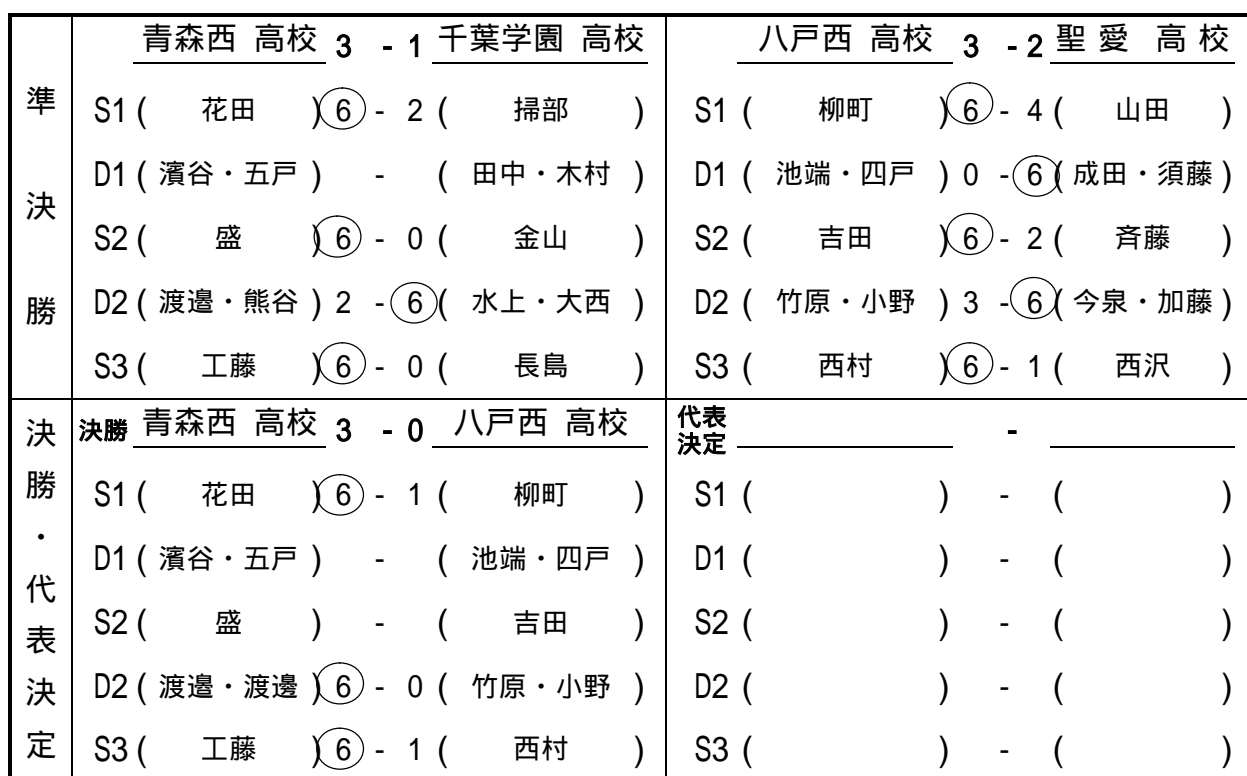 準決勝
青森西 高校 3 - 1 千葉学園 高校
S1 ( 花田 ) 6 - 2 ( 掃部 )
D1 ( 濱谷・五戸 ) - ( 田中・木村 )
S2 ( 盛 ) 6 - 0 ( 金山 )
D2 ( 渡邉・熊谷 ) 2 - 6 ( 水上・大西 )
S3 ( 工藤 ) 6 - 0 ( 長島 )
八戸西 高校 3 - 2 聖愛 高校
S1 ( 柳町 ) 6 - 4 ( 山田 )
D1 ( 池端・四戸 ) 0 - 6 ( 成田・須藤 )
S2 ( 吉田 ) 6 - 2 ( 斉藤 )
D2 ( 竹原・小野 ) 3 - 6 ( 今泉・加藤 )
S3 ( 西村 ) 6 - 1 ( 西沢 )
決勝・代表決定
決勝 青森西 高校 3 - 0 八戸西 高校
S1 ( 花田 ) 6 - 1 ( 柳町 )
D1 ( 濱谷・五戸 ) - ( 池端・四戸 )
S2 ( 盛 ) - ( 吉田 )
D2 ( 渡邉・渡邊 ) 6 - 0 ( 竹原・小野 )
S3 ( 工藤 ) 6 - 1 ( 西村 )
代表
決定 -
S1 ( ) - ( )
D1 ( ) - ( )
S2 ( ) - ( )
D2 ( ) - ( )
S3 ( ) - ( )